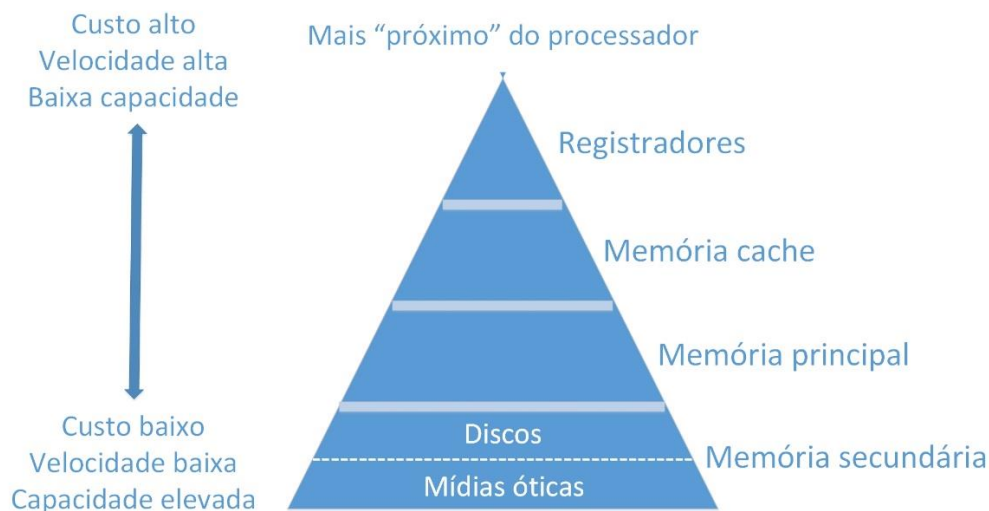 Custo alto
Velocidade alta
Baixa capacidade
Mais “próximo” do processador
Registradores
Memória cache
Memória principal
Discos
Mídias óticas
Memória secundária
Custo baixo
Velocidade baixa
Capacidade elevada